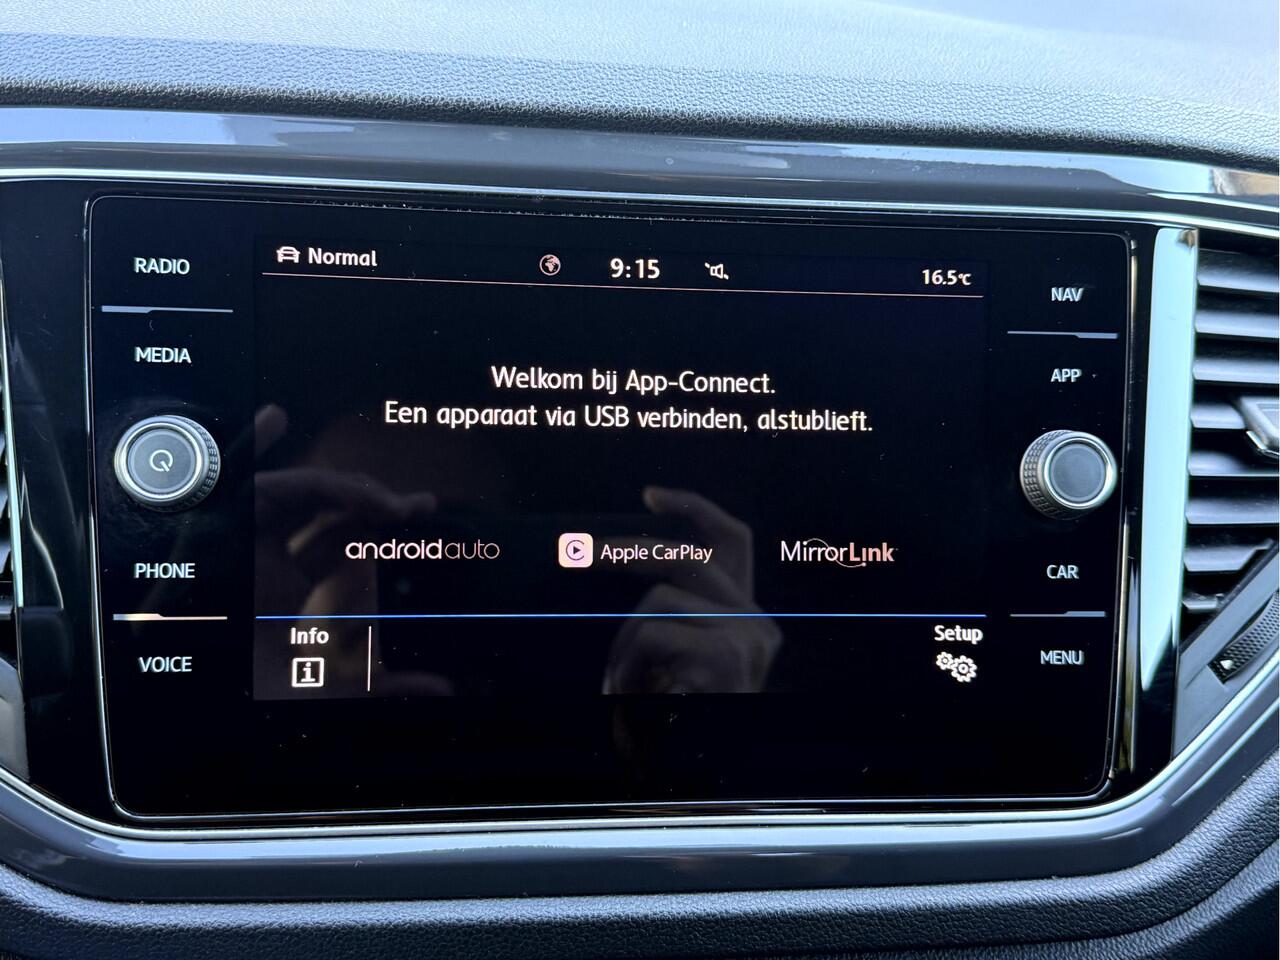 RADIO
MEDIA
PHONE
VOICE
Normal
9:15
16.5°C
Welkom bij App-Connect.
Een apparaat via USB verbinden, alstublieft.
androidauto
Apple CarPlay
MirrorLink
Info
Setup
NAV
APP
CAR
MENU